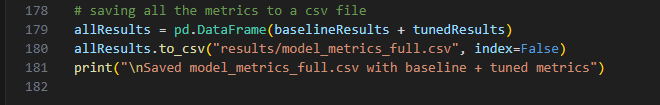 178 # saving all the metrics to a csv file
179 allResults = pd.DataFrame(baselineResults + tunedResults)
180 allResults.to_csv("results/model_metrics_full.csv", index=False)
181 print("\nSaved model_metrics_full.csv with baseline + tuned metrics")
182